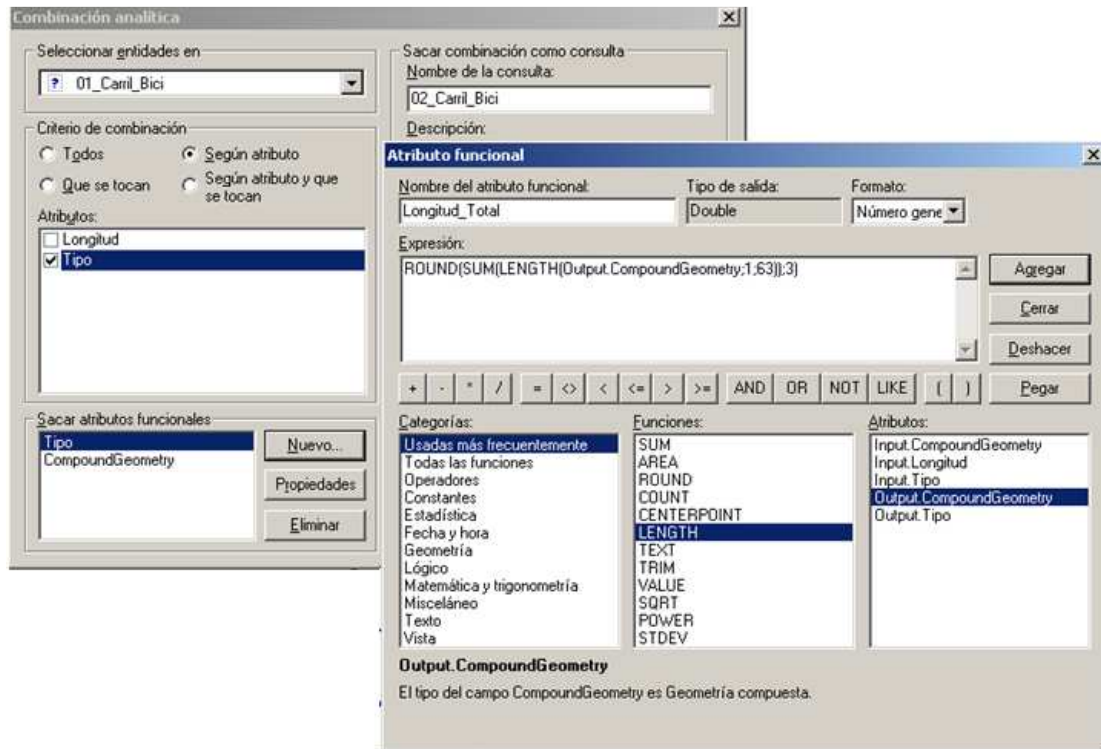 Combinación analítica
Seleccionar entidades en
01_Carril_Bici
Criterio de combinación
Todos
Según atributo
Que se tocan
Según atributo y que se tocan
Atributos:
Longitud
Tipo
Sacar atributos funcionales
Tipo
CompoundGeometry
Nuevo...
Propiedades
Eliminar
Sacar combinación como consulta
Nombre de la consulta:
02_Carril_Bici
Descripción:
Atributo funcional
Nombre del atributo funcional:
Tipo de salida:
Formato:
Longitud_Total
Double
Número gene
Expresión:
ROUND(SUM(LENGTH(Output.CompoundGeometry;1;63));3)
Agregar
Cerrar
Deshacer
Pegar
+ - * / = <> < <= > >= AND OR NOT LIKE ( )
Categorías:
Usadas más frecuentemente
Todas las funciones
Operadores
Constantes
Estadística
Fecha y hora
Geometría
Lógico
Matemática y trigonometría
Misceláneo
Texto
Vista
Funciones:
SUM
AREA
ROUND
COUNT
CENTERPOINT
LENGTH
TEXT
TRIM
VALUE
SQRT
POWER
STDEV
Atributos:
Input.CompoundGeometry
Input.Longitud
Input.Tipo
Output.CompoundGeometry
Output.Tipo
Output.CompoundGeometry
El tipo del campo CompoundGeometry es Geometría compuesta.